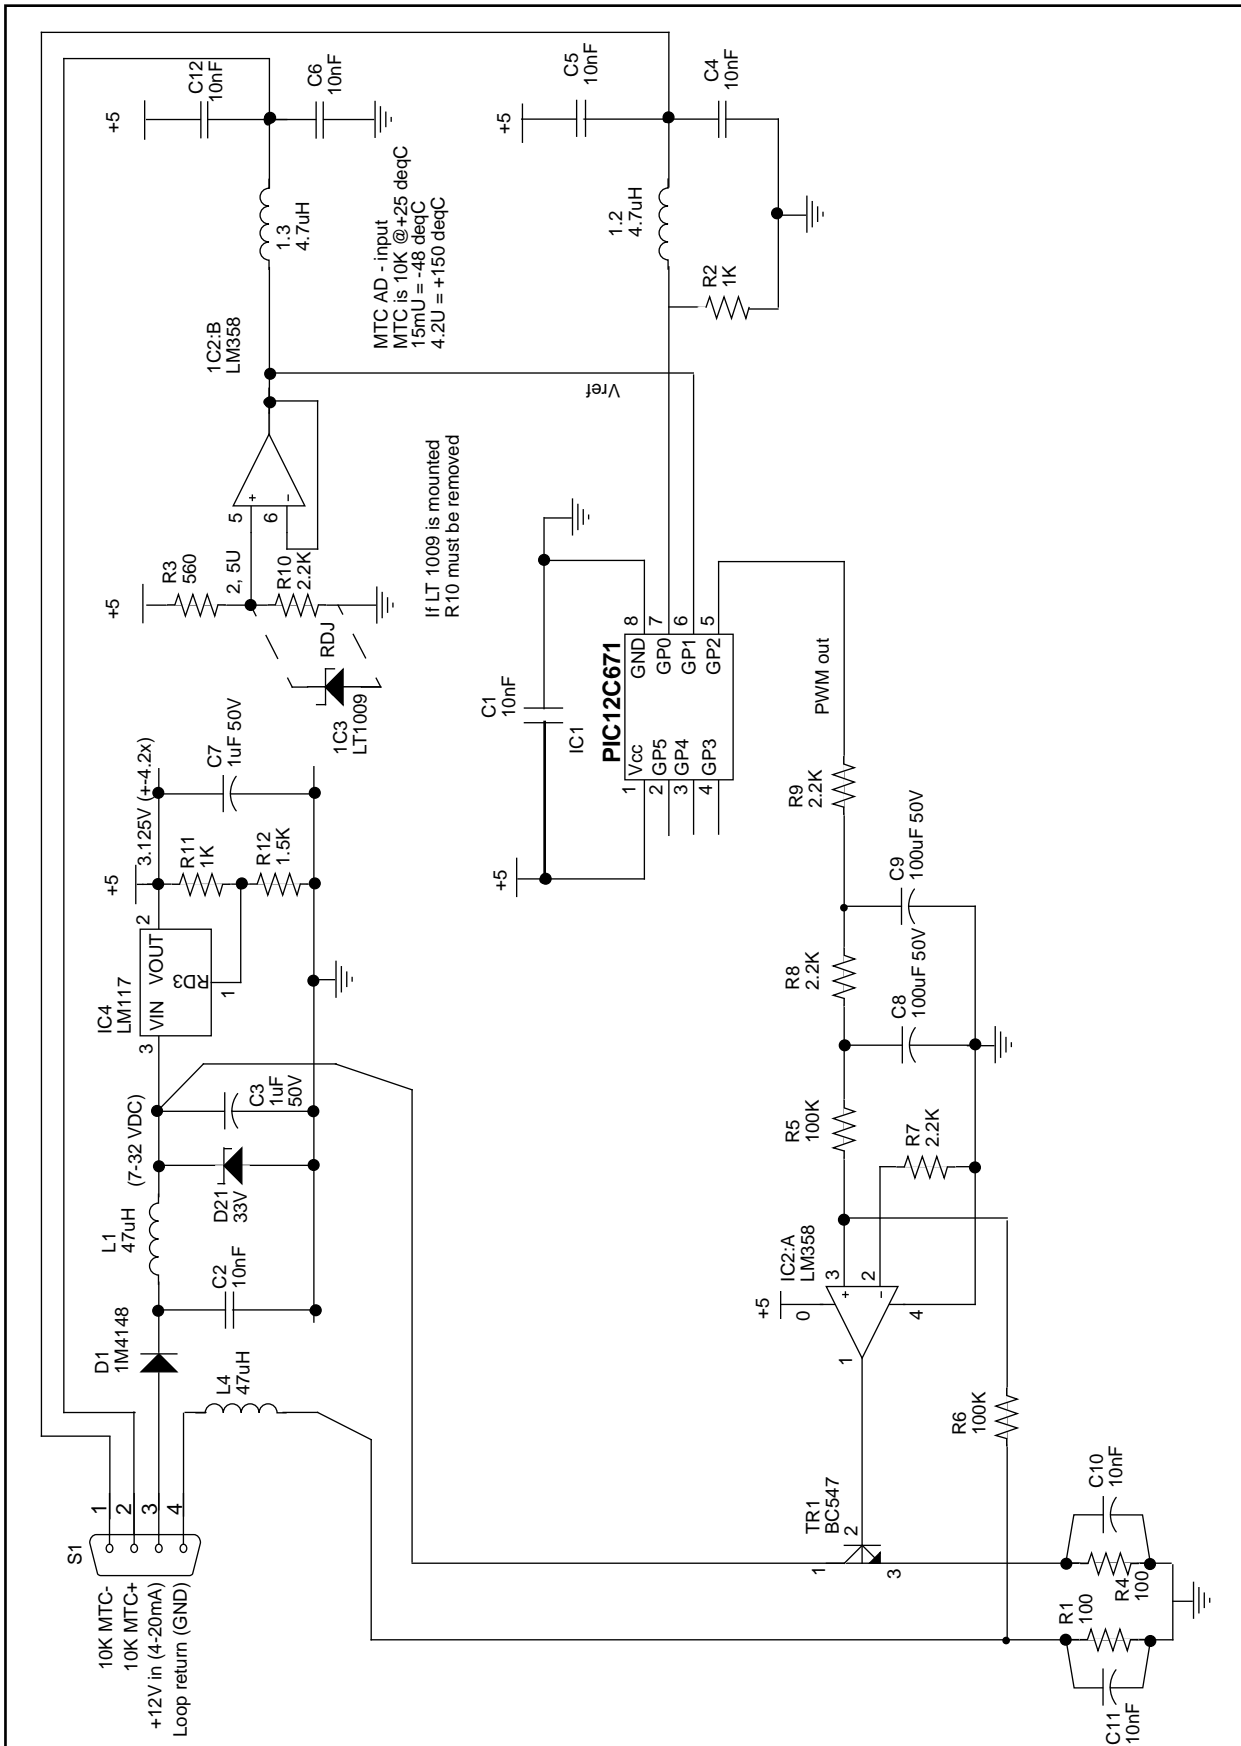 S1
10K MTC-
10K MTC+
+12V in (4-20mA)
Loop return (GND)
1
2
3
4
D1
1M4148
L4
47uH
C2
10nF
L1
47uH
D21
33V
(7-32 VDC)
C3
1uF
50V
IC4
LM117
VIN VOUT
RD3
3
2
1
+5
3.125V (+-4.2x)
R11
1K
R12
1.5K
C7
1uF 50V
1C3
LT1009
RDJ
+5
R3
560
2, 5U
R10
2.2K
5
6
+
-
1C2:B
LM358
If LT 1009 is mounted
R10 must be removed
1.3
4.7uH
MTC AD - input
MTC is 10K @+25 deqC
15mU = -48 deqC
4.2U = +150 deqC
+5
C12
10nF
C6
10nF
+5
C5
10nF
C4
10nF
1.2
4.7uH
R2
1K
Vref
C1
10nF
IC1
PIC12C671
+5
1
2
3
4
Vcc
GP5
GP4
GP3
GND
GP0
GP1
GP2
8
7
6
5
PWM out
R9
2.2K
C9
100uF 50V
R8
2.2K
C8
100uF 50V
R5
100K
R7
2.2K
IC2:A
LM358
+5
0
3
2
4
1
+
-
R6
100K
TR1
BC547
1
2
3
C10
10nF
R4
100
R1
100
C11
10nF